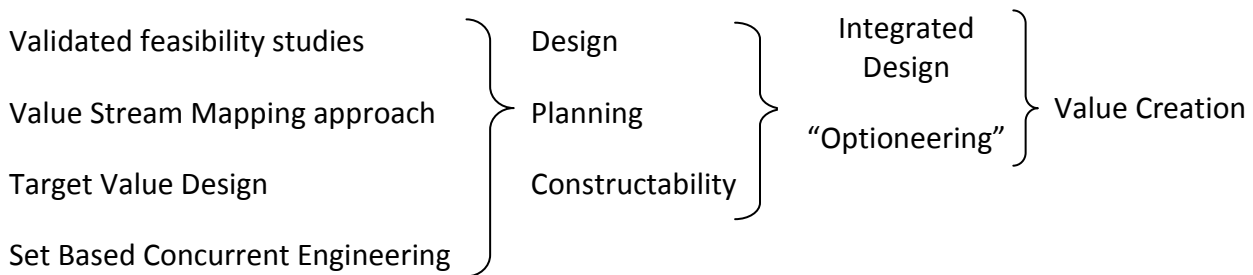 Validated feasibility studies
Value Stream Mapping approach
Target Value Design
Set Based Concurrent Engineering
Design
Planning
Constructability
Integrated
Design
“Optioneering”
Value Creation